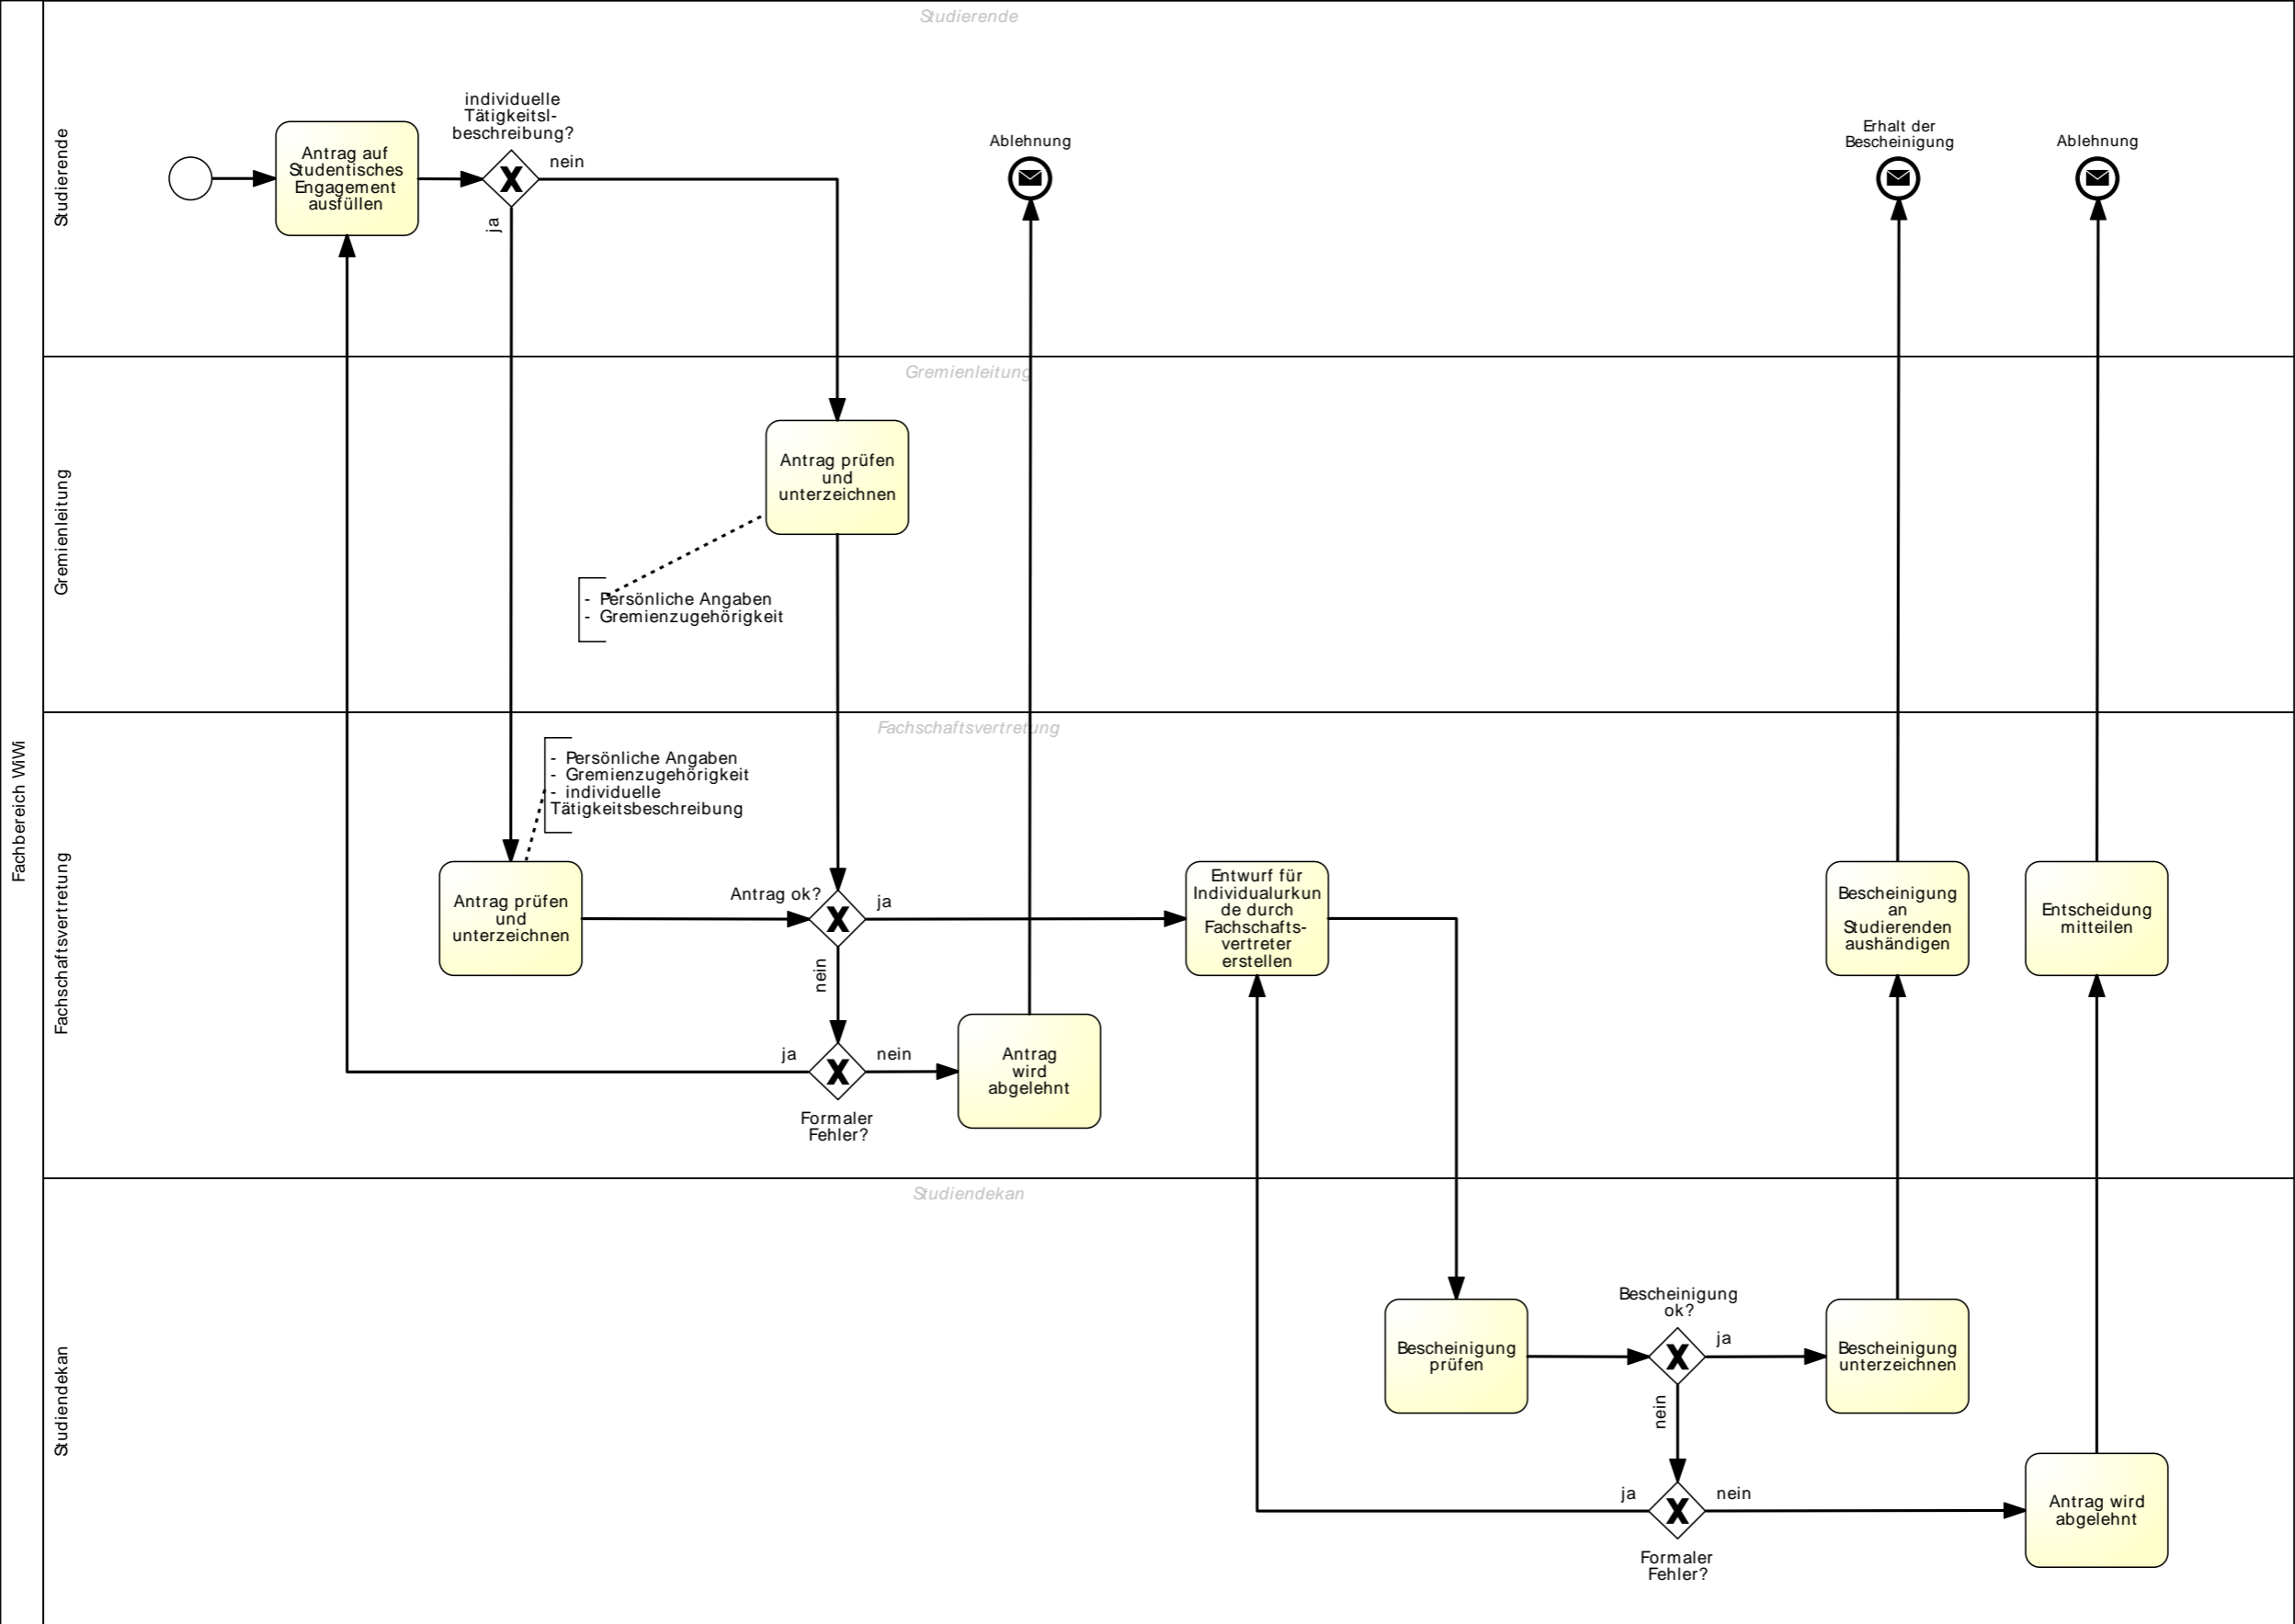 Fachbereich WiWi
Studierende
Studierende
individuelle
Tätigkeitsl-
beschreibung?
Antrag auf
Studentisches
Engagement
ausfüllen
nein
ja
Ablehnung
Erhalt der
Bescheinigung
Ablehnung
Gremienleitung
Gremienleitung
Antrag prüfen
und
unterzeichnen
- Persönliche Angaben
- Gremienzugehörigkeit
Fachschaftsvertretung
Fachschaftsvertretung
- Persönliche Angaben
- Gremienzugehörigkeit
- individuelle
Tätigkeitsbeschreibung
Antrag prüfen
und
unterzeichnen
Antrag ok?
ja
nein
Entwurf für
Individualurkun
de durch
Fachschafts-
vertreter
erstellen
Bescheinigung
an
Studierenden
aushändigen
Entscheidung
mitteilen
ja
nein
Formaler
Fehler?
Antrag
wird
abgelehnt
Studiendekan
Studiendekan
Bescheinigung
prüfen
Bescheinigung
ok?
ja
nein
Bescheinigung
unterzeichnen
ja
nein
Formaler
Fehler?
Antrag wird
abgelehnt